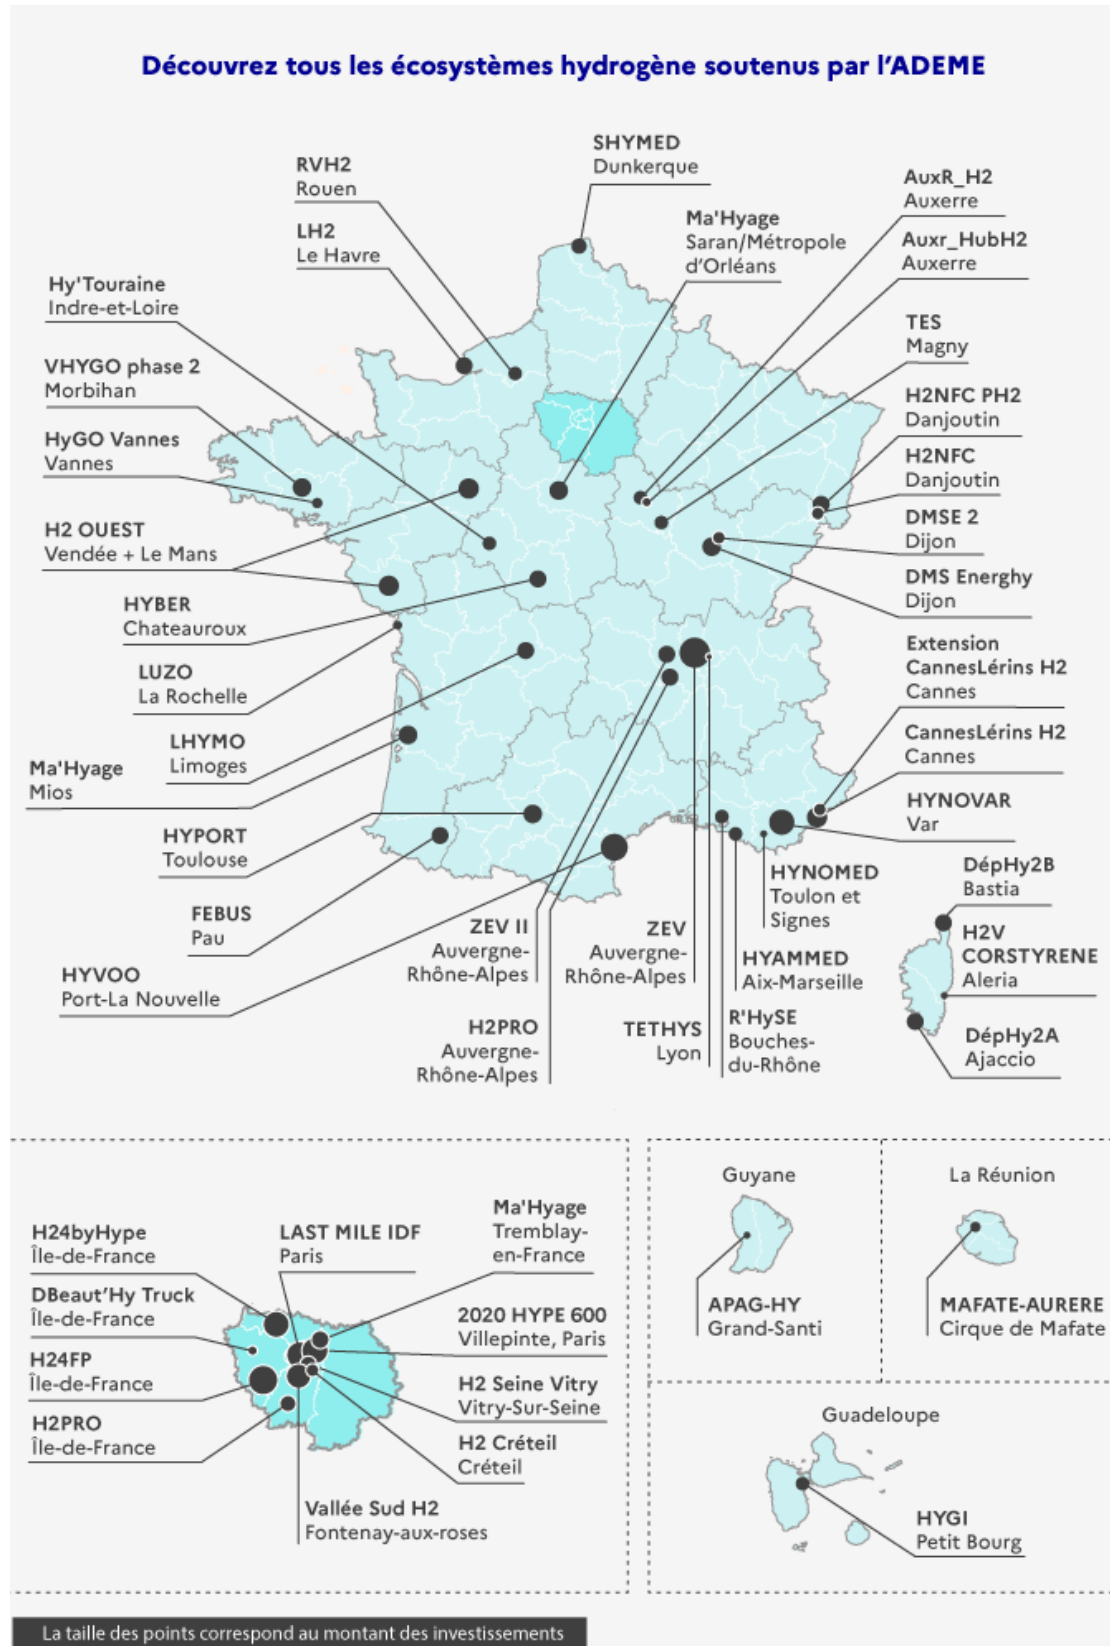 Découvrez tous les écosystèmes hydrogène soutenus par l'ADEME
SHYMED
Dunkerque
RVH2
Rouen
LH2
Le Havre
Hy'Touraine
Indre-et-Loire
VHYGO phase 2
Morbihan
HyGO Vannes
Vannes
H2 OUEST
Vendée + Le Mans
HYBER
Chateauroux
LUZO
La Rochelle
LHYMO
Limoges
Ma'Hyage
Mios
HYPORT
Toulouse
FEBUS
Pau
HYVOO
Port-La Nouvelle
Ma'Hyage
Saran/Métropole
d'Orléans
AuxR_H2
Auxerre
Auxr_HubH2
Auxerre
TES
Magny
H2NFC PH2
Danjoutin
H2NFC
Danjoutin
DMSE 2
Dijon
DMS Energhy
Dijon
Extension
CannesLérins H2
Cannes
CannesLérins H2
Cannes
HYNOVAR
Var
HYNOMED
Toulon et
Signes
HYAMMED
Aix-Marseille
R'HySE
Bouches-
du-Rhône
ZEV
Auvergne-
Rhône-Alpes
TETHYS
Lyon
ZEV II
Auvergne-
Rhône-Alpes
H2PRO
Auvergne-
Rhône-Alpes
DépHy2B
Bastia
H2V
CORSTYRENE
Aleria
DépHy2A
Ajaccio
H24byHype
Île-de-France
DBeaut'Hy Truck
Île-de-France
H24FP
Île-de-France
H2PRO
Île-de-France
LAST MILE IDF
Paris
Ma'Hyage
Tremblay-
en-France
2020 HYPE 600
Villepinte, Paris
H2 Seine Vitry
Vitry-Sur-Seine
H2 Créteil
Créteil
Vallée Sud H2
Fontenay-aux-roses
Guyane
APAG-HY
Grand-Santi
La Réunion
MAFATE-AURERE
Cirque de Mafate
Guadeloupe
HYGI
Petit Bourg
La taille des points correspond au montant des investissements